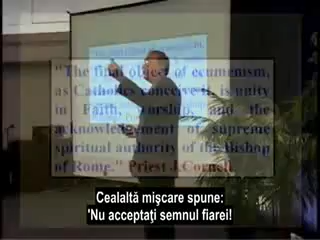 "The final object of ecumenism,
as Catholics conceive it, is unity
in Faith, worship, and the
acknowledgement of supreme
spiritual authority of the Bishop
of Rome." Priest J.Cornell.
Cealaltă mişcare spune:
'Nu acceptaţi semnul fiarei!